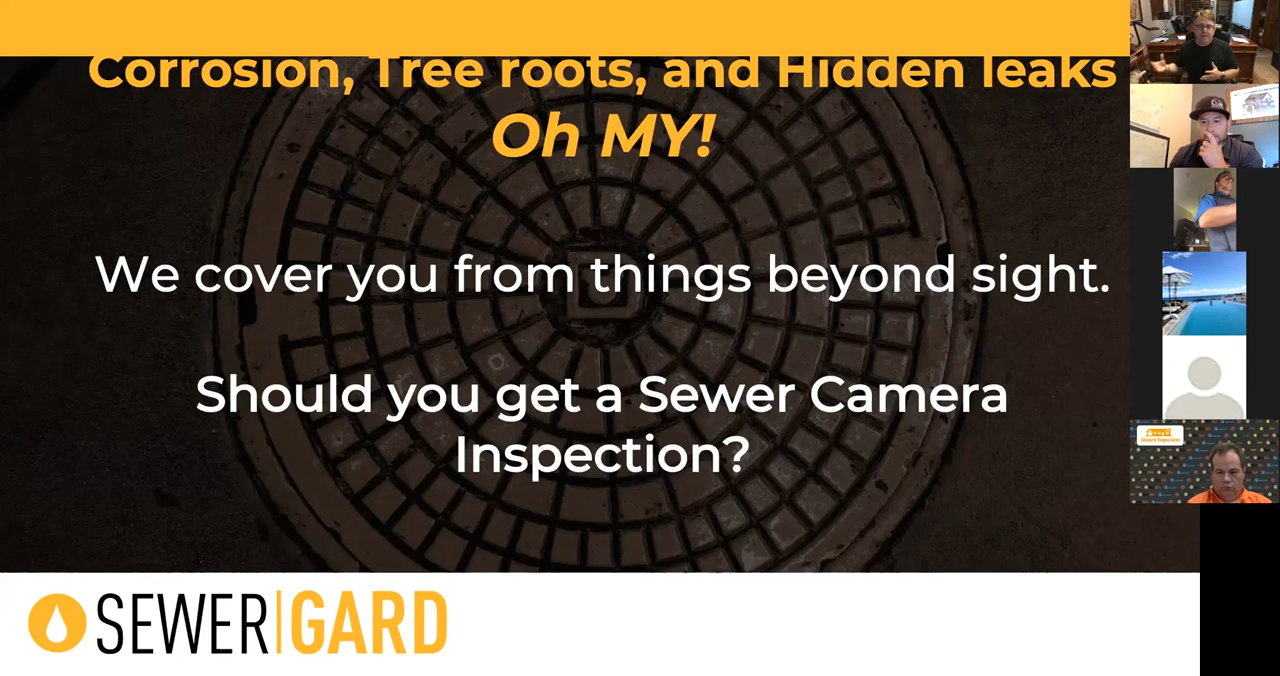 Corrosion, Tree roots, and Hidden leaks
Oh MY!
We cover you from things beyond sight.
Should you get a Sewer Camera
Inspection?
SEWER|GARD